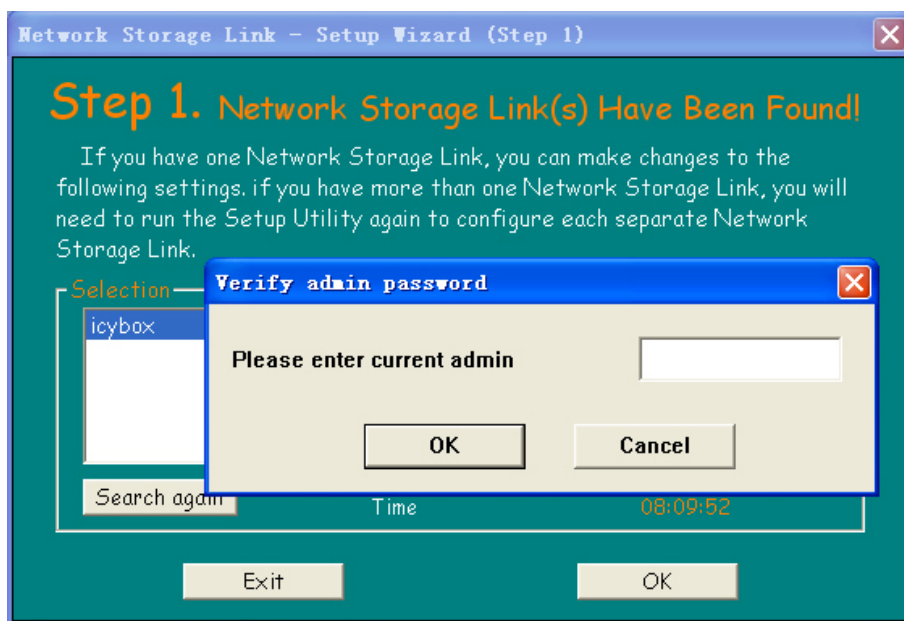 Network Storage Link - Setup Wizard (Step 1)
Step 1. Network Storage Link(s) Have Been Found!
If you have one Network Storage Link, you can make changes to the
following settings. if you have more than one Network Storage Link, you will
need to run the Setup Utility again to configure each separate Network
Storage Link.
Selection
icybox
Verify admin password
Please enter current admin
OK
Cancel
Search again
Time
08:09:52
Exit
OK